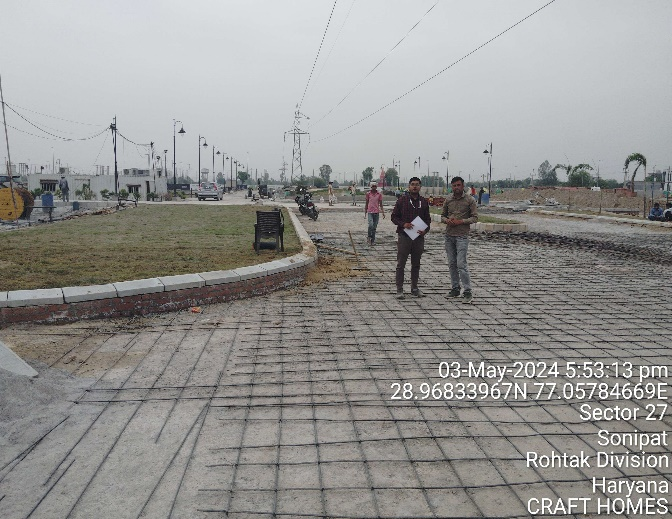 03-May-2024 5:53:13 pm
28.96833967N 77.05784669E
Sector 27
Sonipat
Rohtak Division
Haryana
CRAFT HOMES